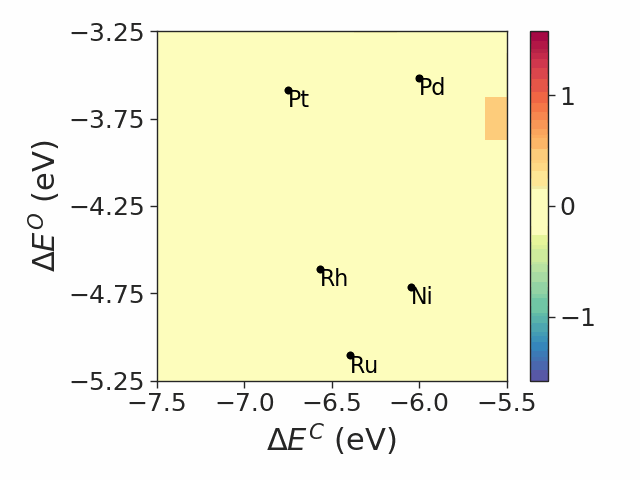 −3.25
−3.75
−4.25
−4.75
−5.25
ΔE^O (eV)
Pt
Pd
Rh
Ni
Ru
−7.5 −7.0 −6.5 −6.0 −5.5
ΔE^C (eV)
1
0
−1